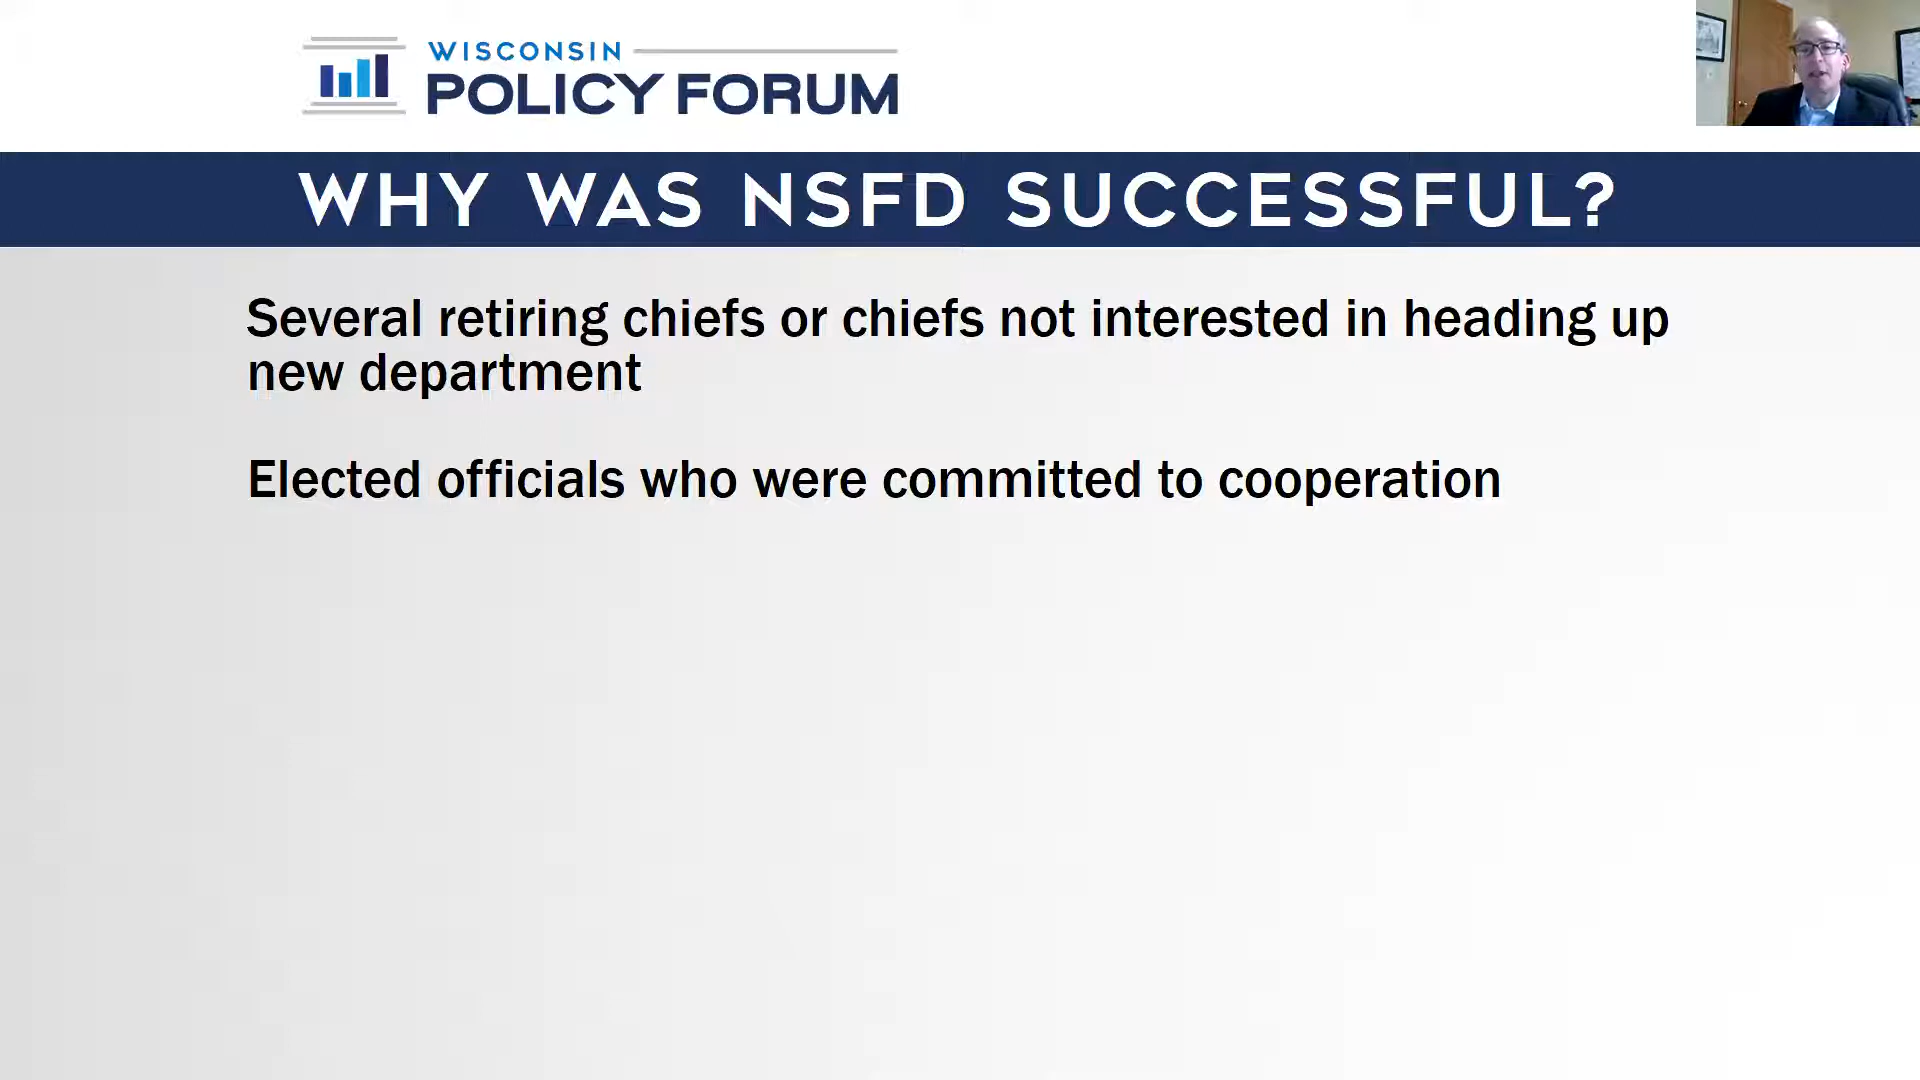 WISCONSIN
POLICY FORUM
WHY WAS NSFD SUCCESSFUL?
Several retiring chiefs or chiefs not interested in heading up
new department
Elected officials who were committed to cooperation